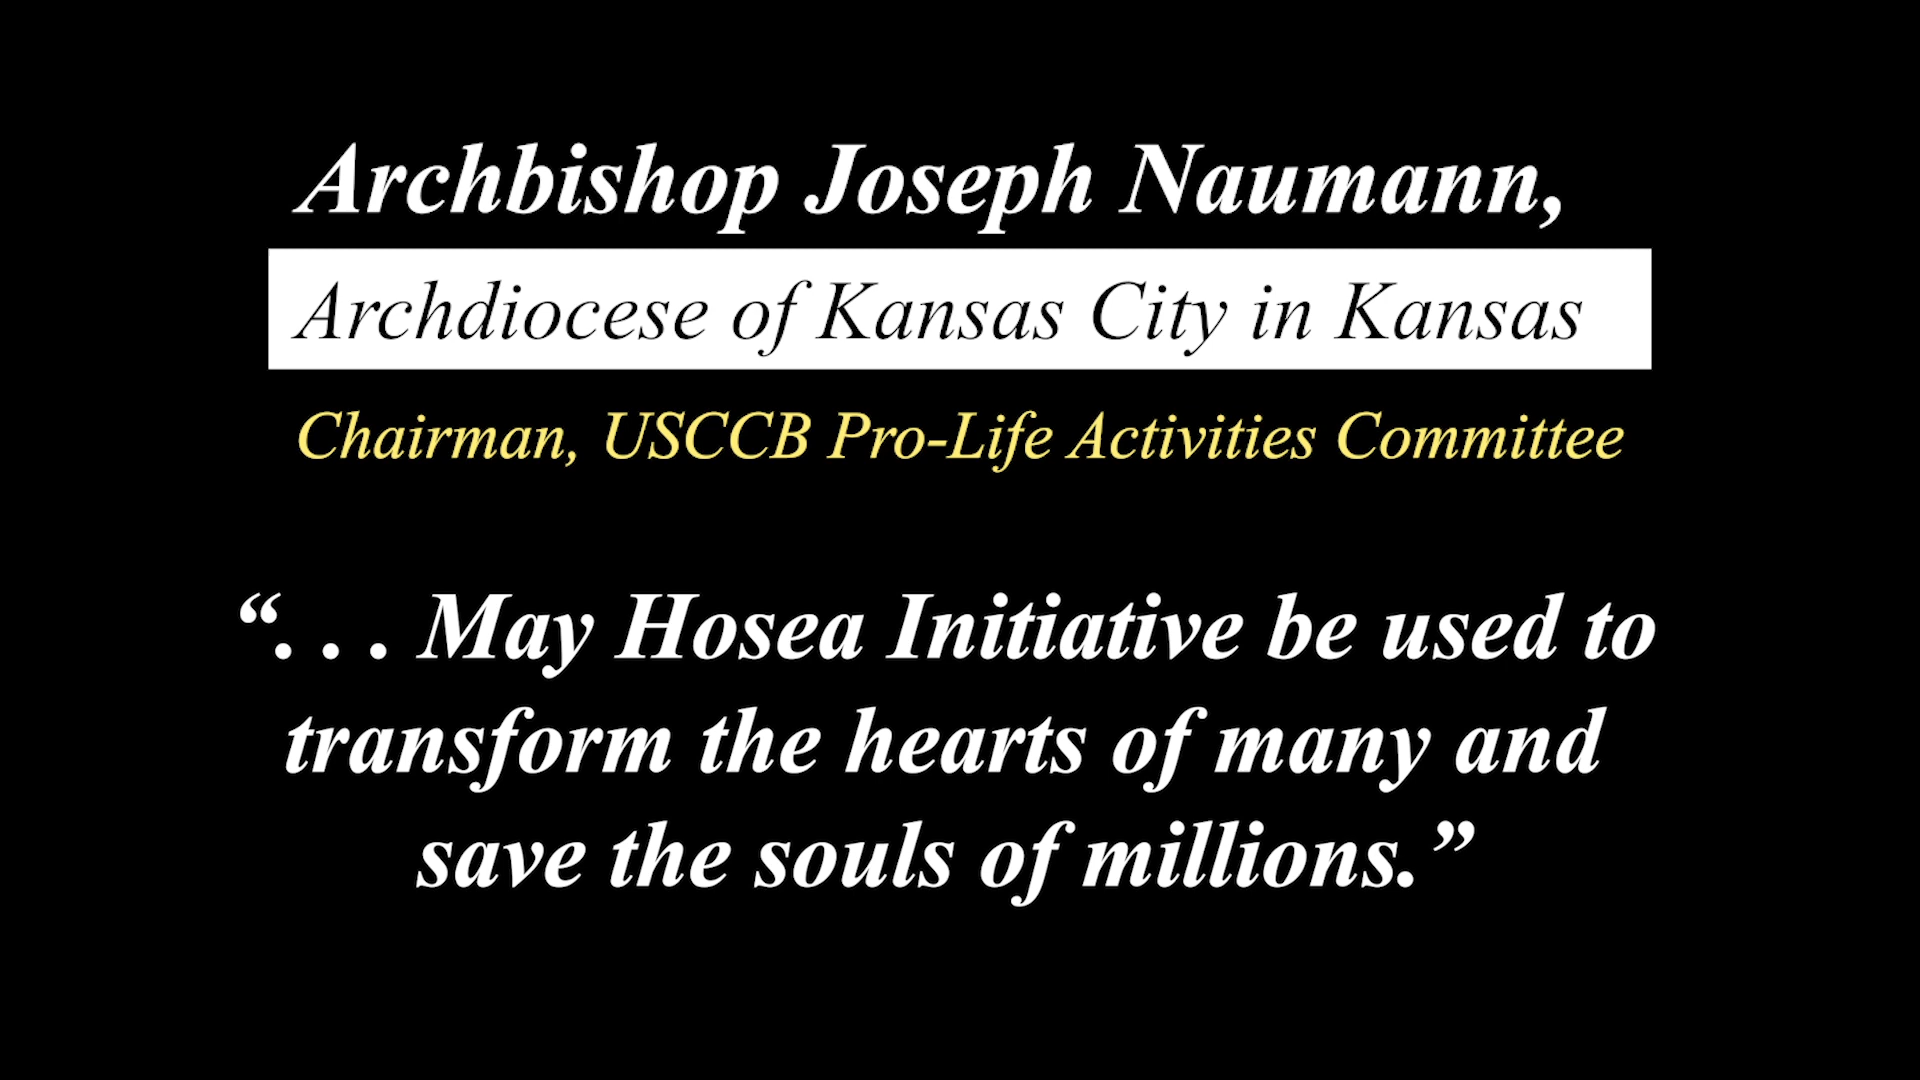 Archbishop Joseph Naumann,
Archdiocese of Kansas City in Kansas
Chairman, USCCB Pro-Life Activities Committee
“. . . May Hosea Initiative be used to
transform the hearts of many and
save the souls of millions.”